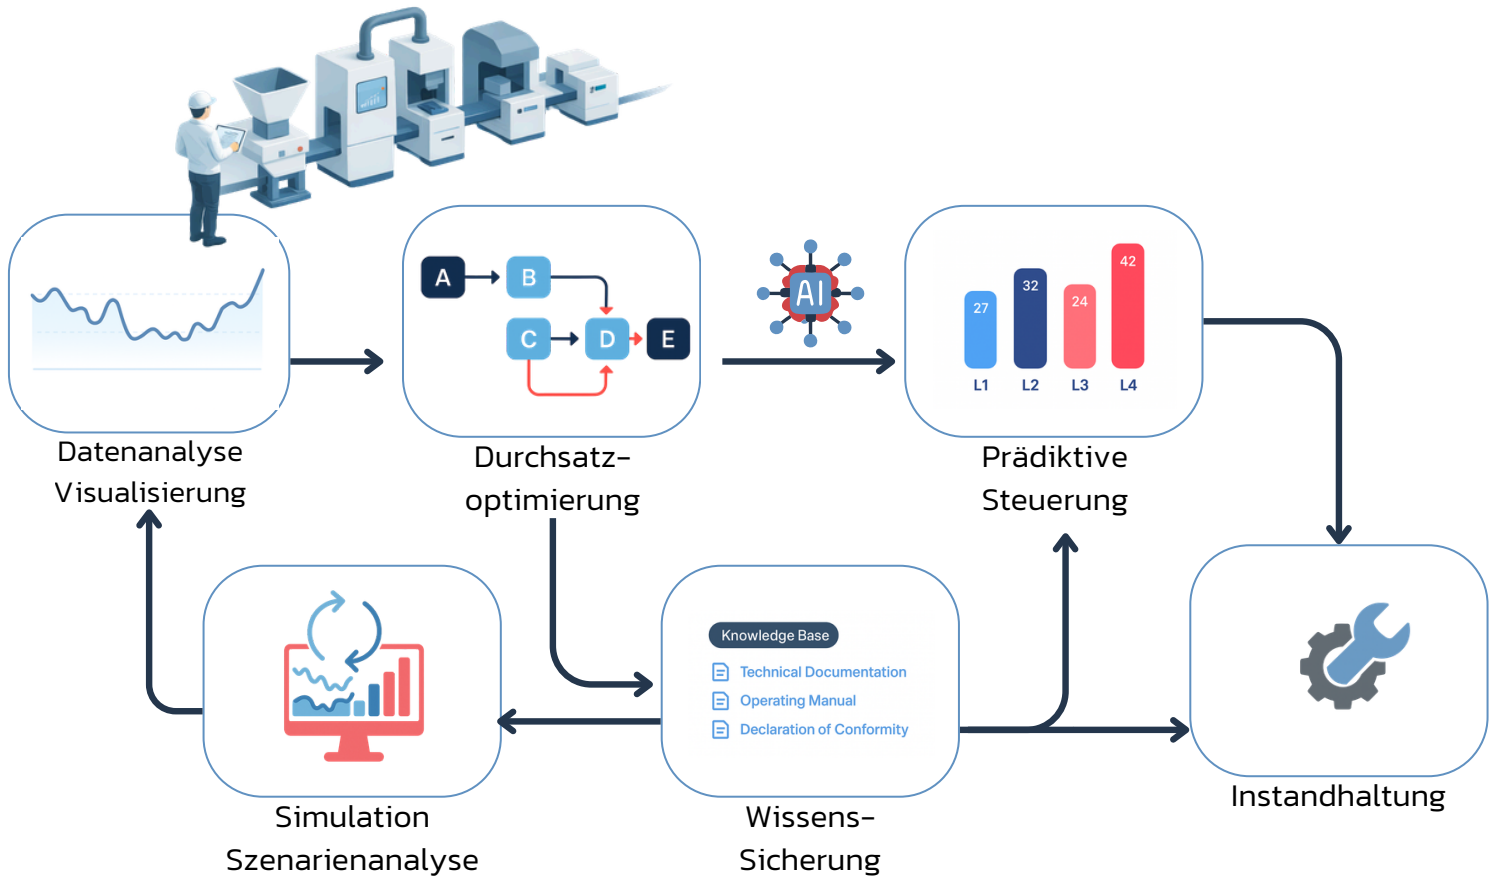 A
B
C
D
E
AI
27
32
24
42
L1
L2
L3
L4
Datenanalyse
Visualisierung
Durchsatz-
optimierung
Prädiktive
Steuerung
Knowledge Base
Technical Documentation
Operating Manual
Declaration of Conformity
Simulation
Szenarienanalyse
Wissens-
Sicherung
Instandhaltung